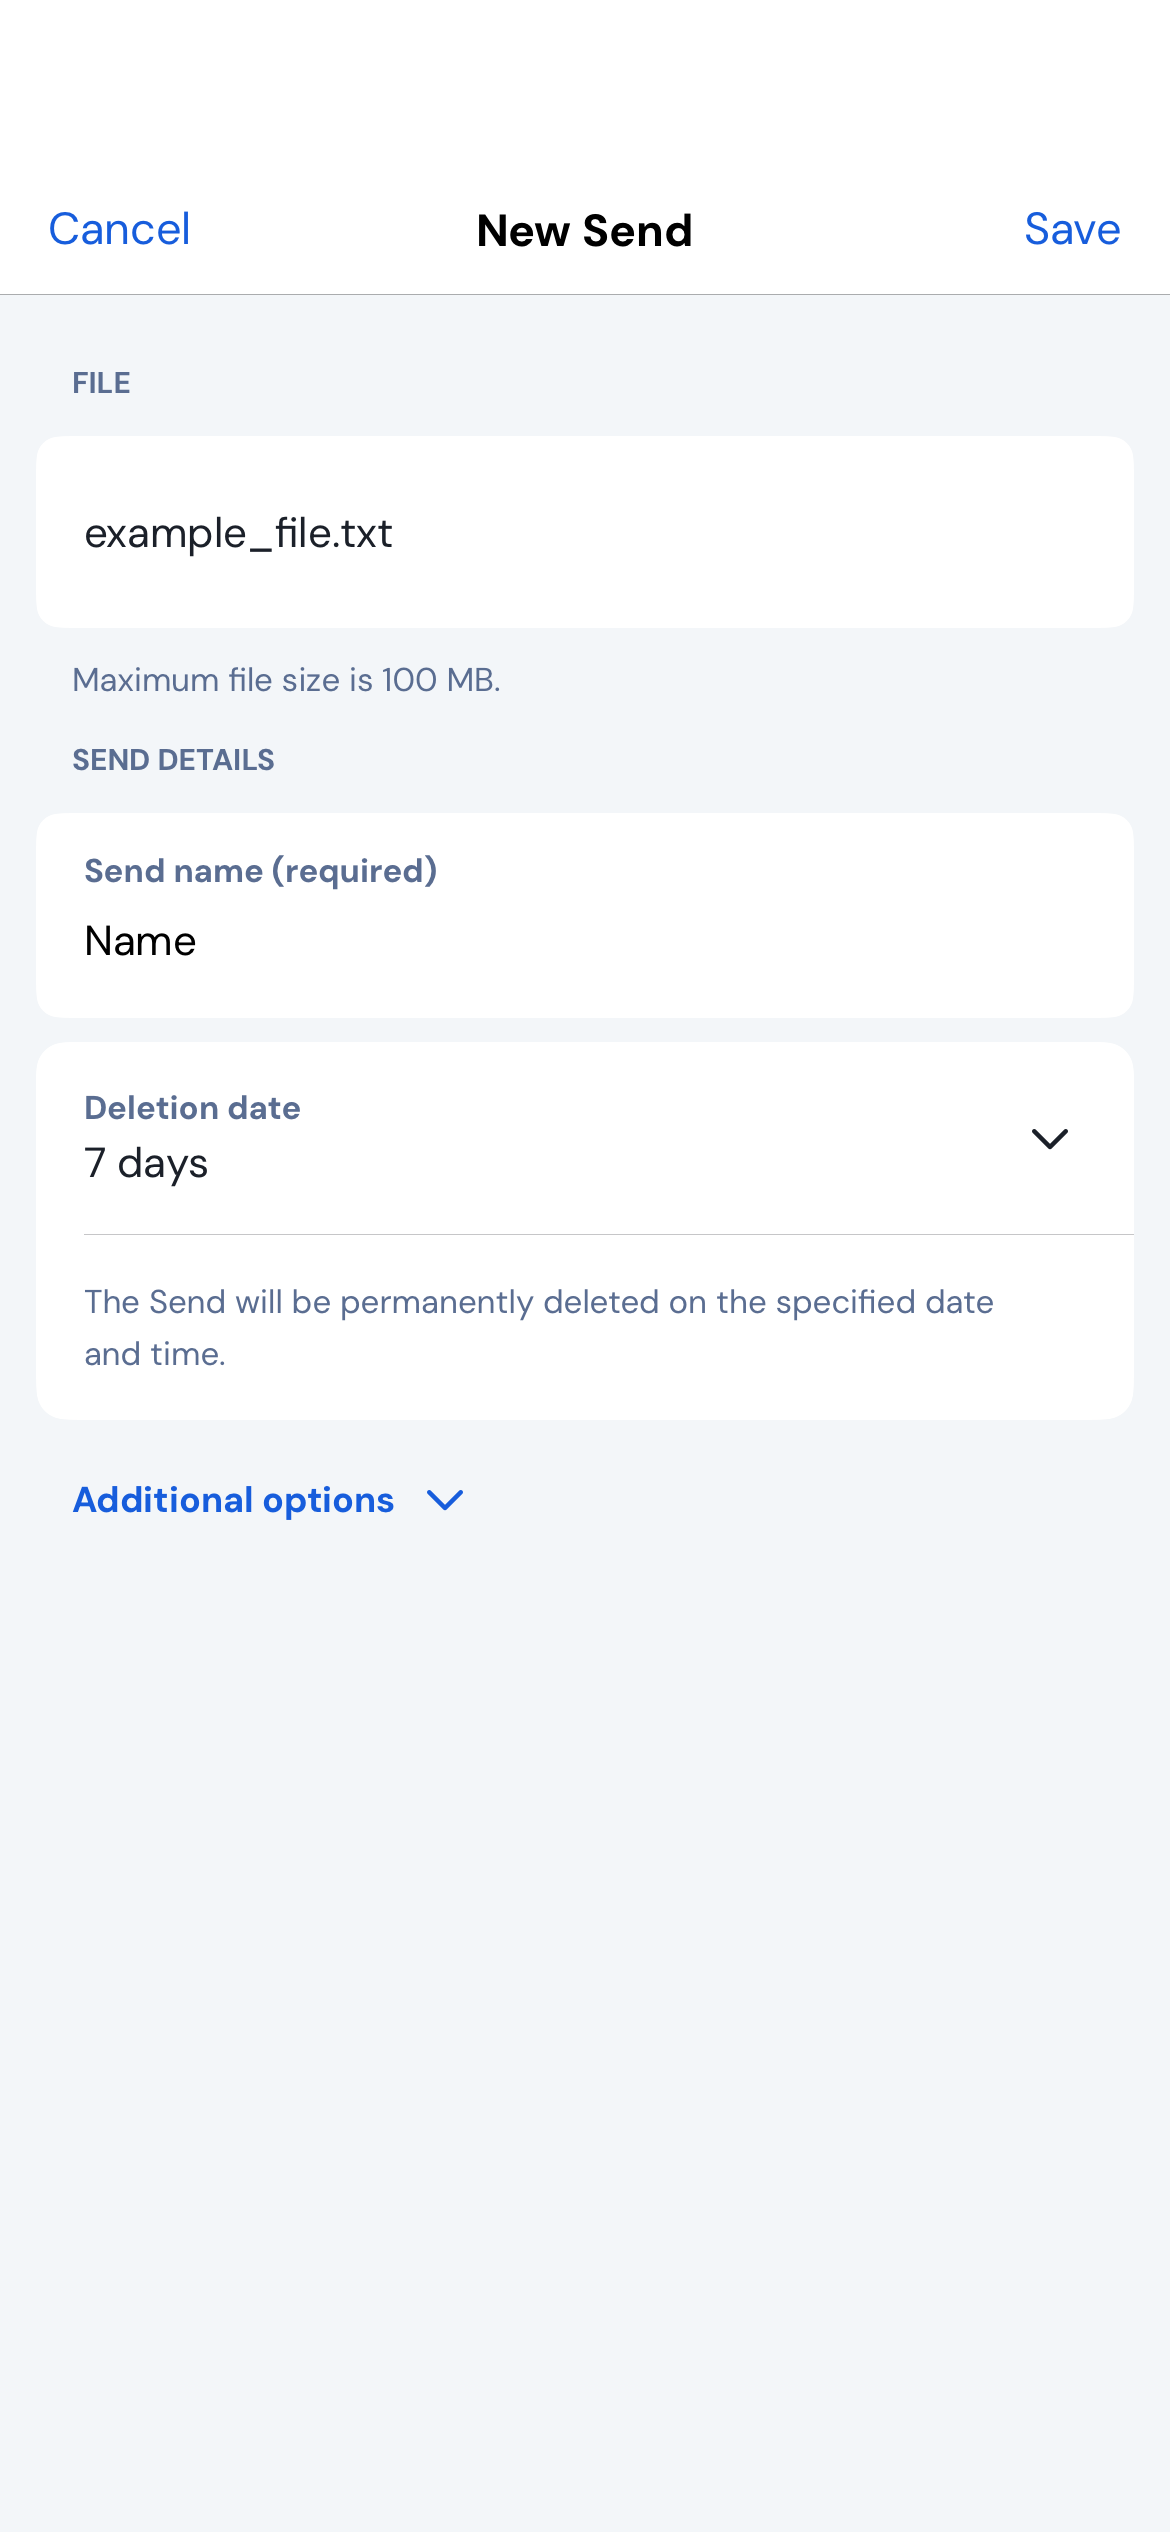 Cancel
New Send
Save
FILE
example_file.txt
Maximum file size is 100 MB.
SEND DETAILS
Send name (required)
Name
Deletion date
7 days
The Send will be permanently deleted on the specified date
and time.
Additional options